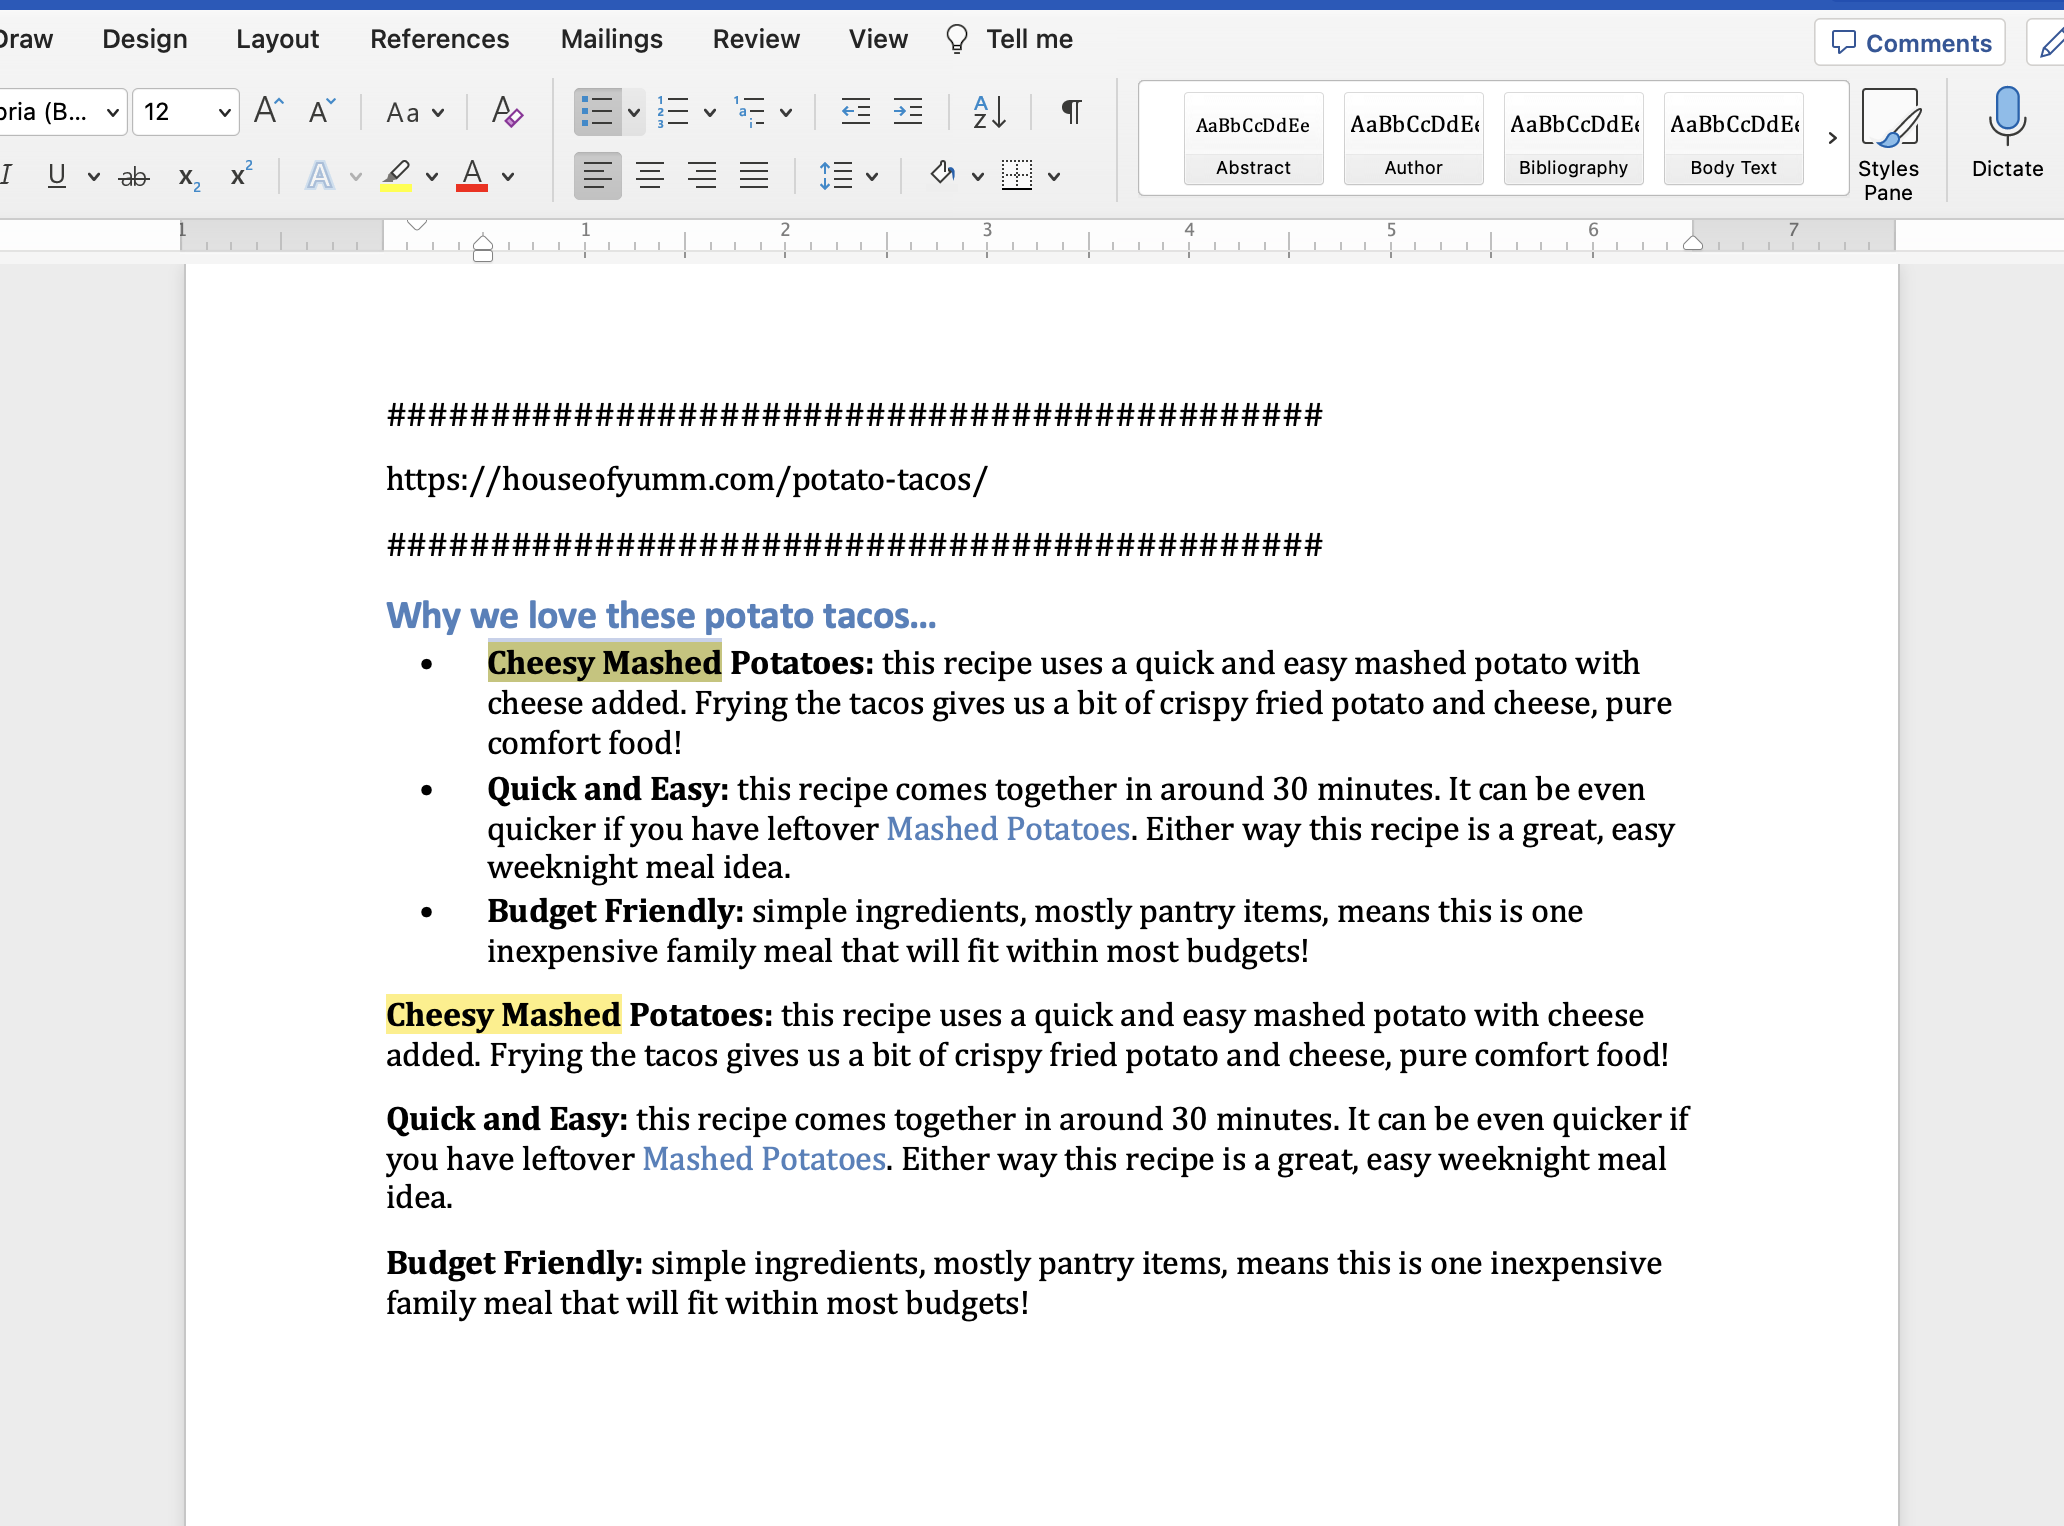 Draw Design Layout References Mailings Review View Tell me Comments
12 Aa
AaBbCcDdEe AaBbCcDdEe AaBbCcDdEe AaBbCcDdEe
Abstract Author Bibliography Body Text
Styles Pane
Dictate
1 1 2 3 4 5 6 7
#############################################
https://houseofyumm.com/potato-tacos/
#############################################
Why we love these potato tacos…
• Cheesy Mashed Potatoes: this recipe uses a quick and easy mashed potato with
cheese added. Frying the tacos gives us a bit of crispy fried potato and cheese, pure
comfort food!
• Quick and Easy: this recipe comes together in around 30 minutes. It can be even
quicker if you have leftover Mashed Potatoes. Either way this recipe is a great, easy
weeknight meal idea.
• Budget Friendly: simple ingredients, mostly pantry items, means this is one
inexpensive family meal that will fit within most budgets!
Cheesy Mashed Potatoes: this recipe uses a quick and easy mashed potato with cheese
added. Frying the tacos gives us a bit of crispy fried potato and cheese, pure comfort food!
Quick and Easy: this recipe comes together in around 30 minutes. It can be even quicker if
you have leftover Mashed Potatoes. Either way this recipe is a great, easy weeknight meal
idea.
Budget Friendly: simple ingredients, mostly pantry items, means this is one inexpensive
family meal that will fit within most budgets!